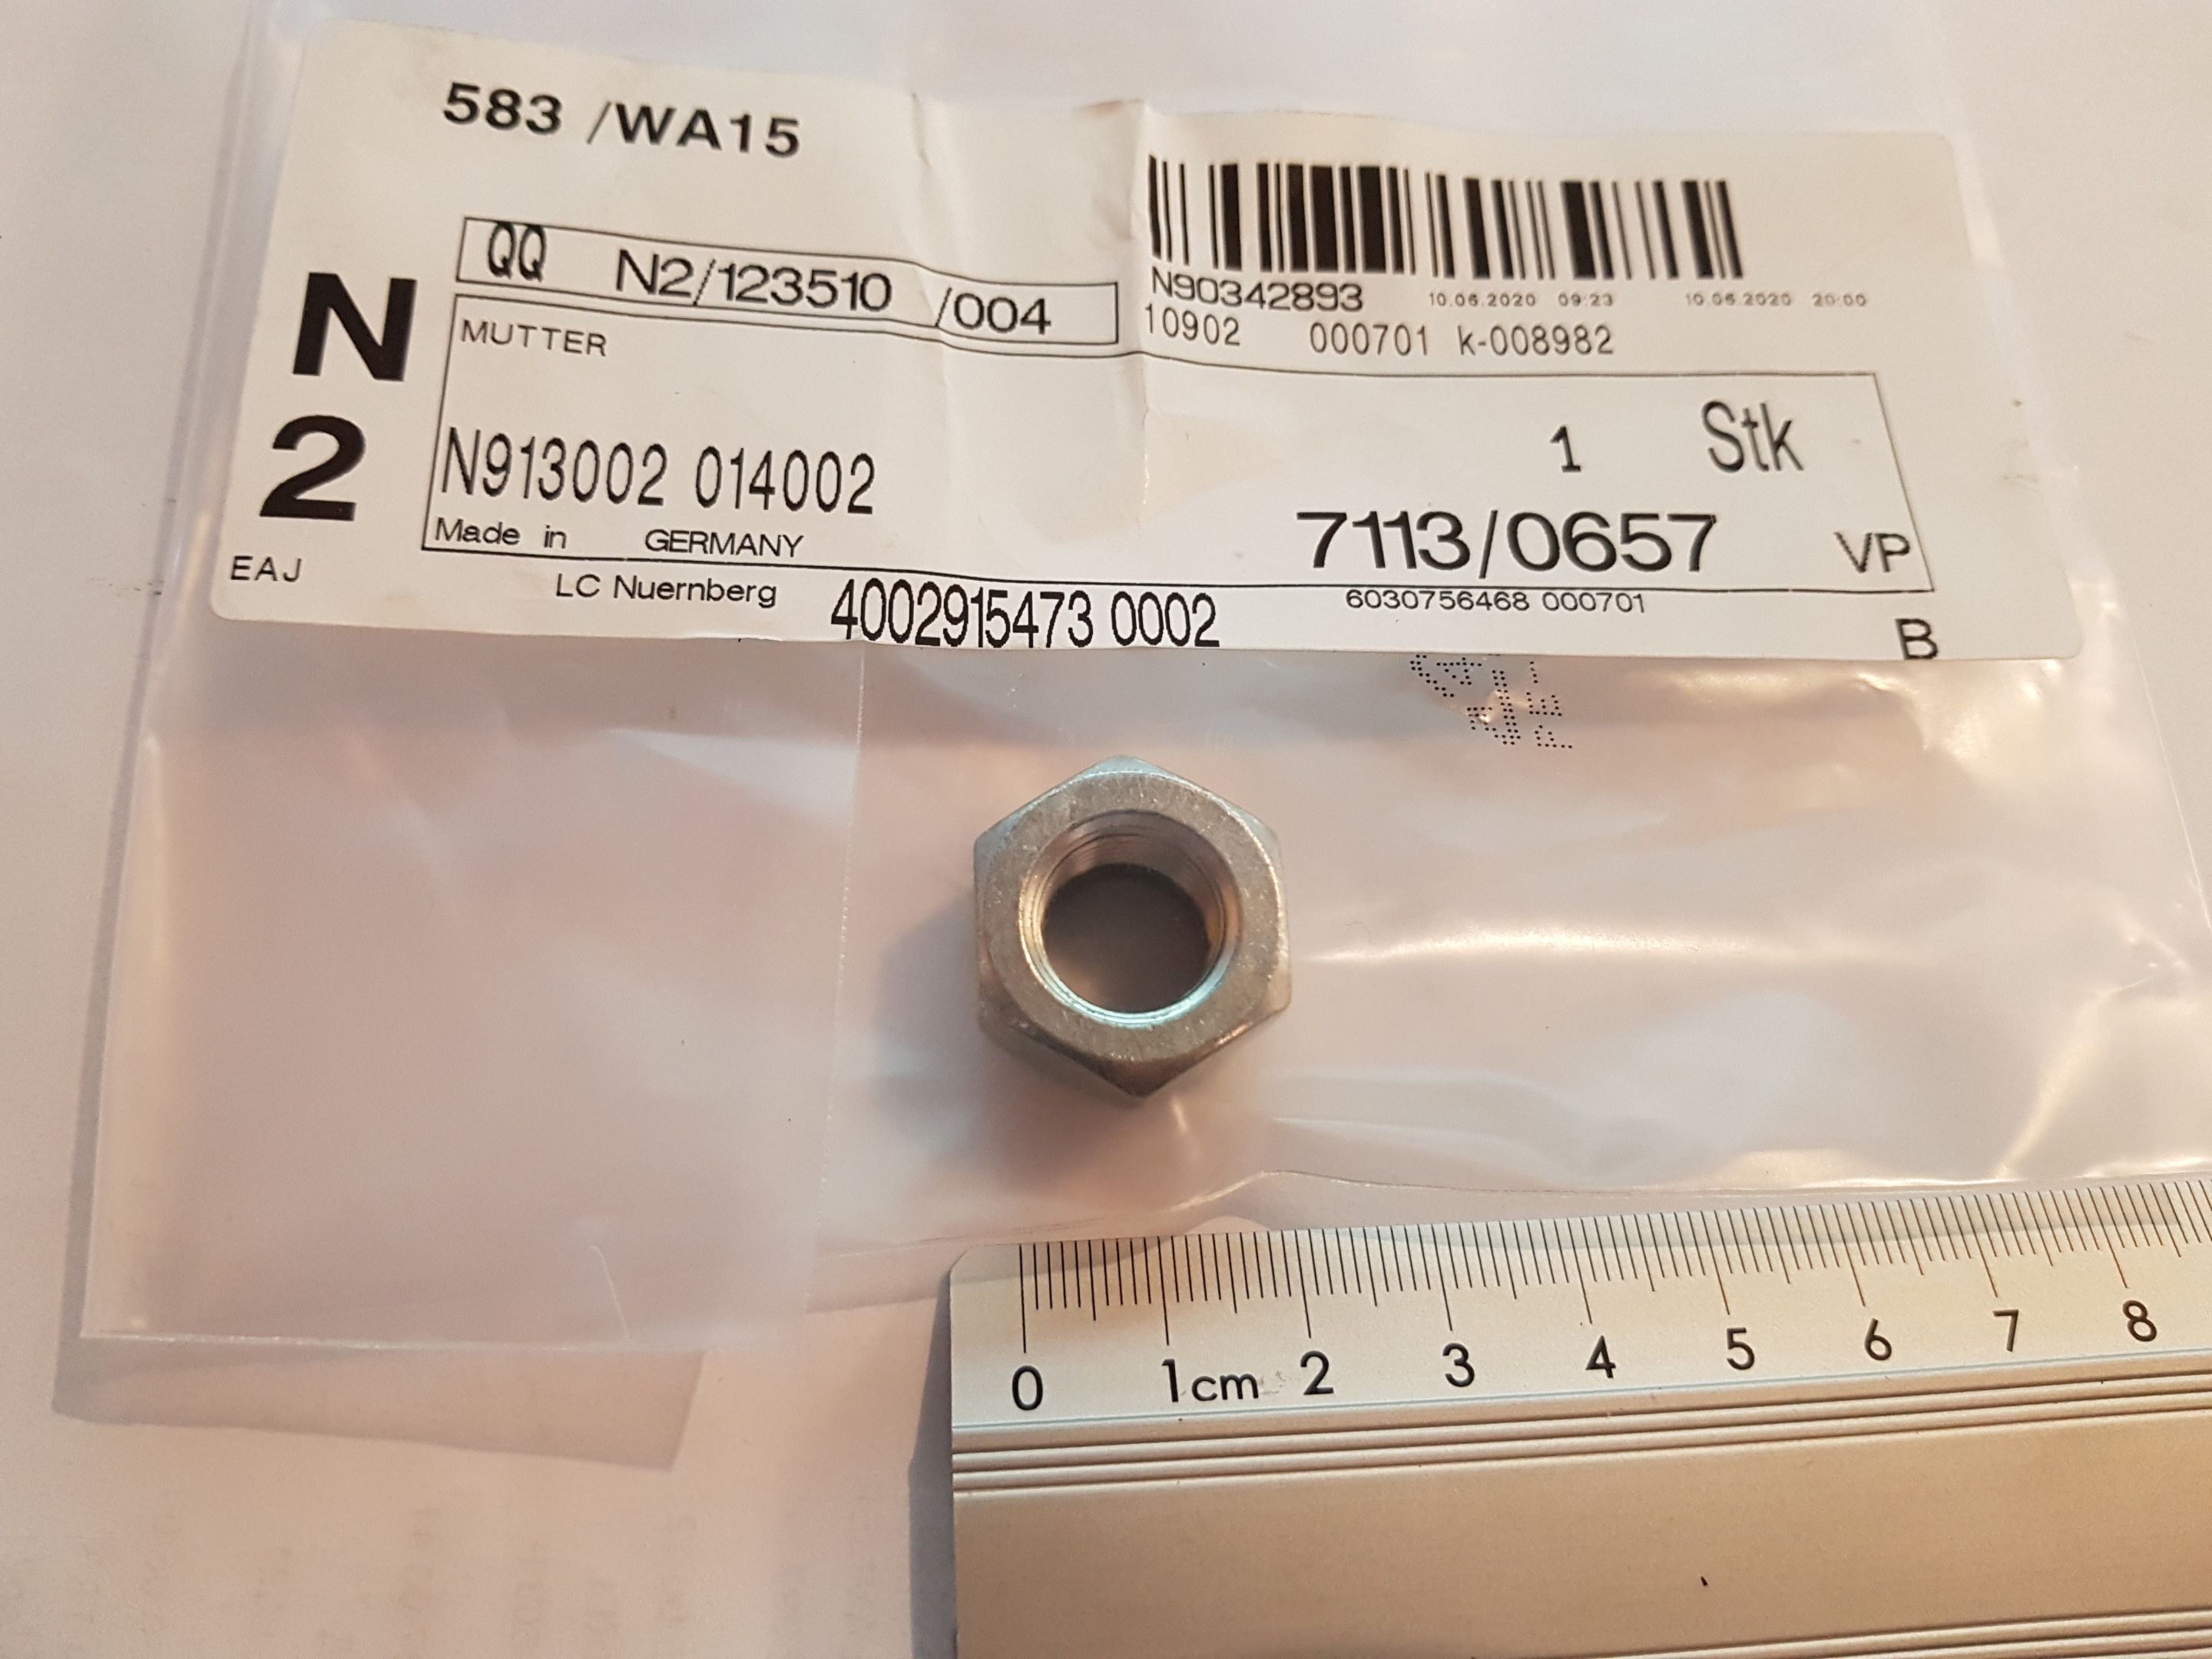 583 /WA15
QQ N2/123510 /004
N90342893 10.06.2020 09:23 10.06.2020 20:00
10902 000701 k-008982
N
2
MUTTER
1 Stk
N913002 014002
7113/0657 VP
Made in GERMANY
EAJ LC Nuernberg 4002915473 0002 6030756468 000701
B
0 1cm 2 3 4 5 6 7 8